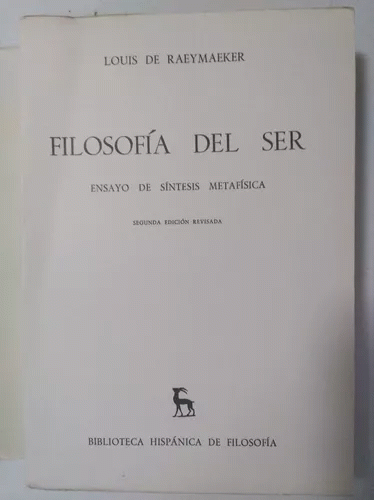 LOUIS DE RAEYMAEKER
FILOSOFÍA DEL SER
ENSAYO DE SÍNTESIS METAFÍSICA
SEGUNDA EDICIÓN REVISADA
BIBLIOTECA HISPÁNICA DE FILOSOFÍA